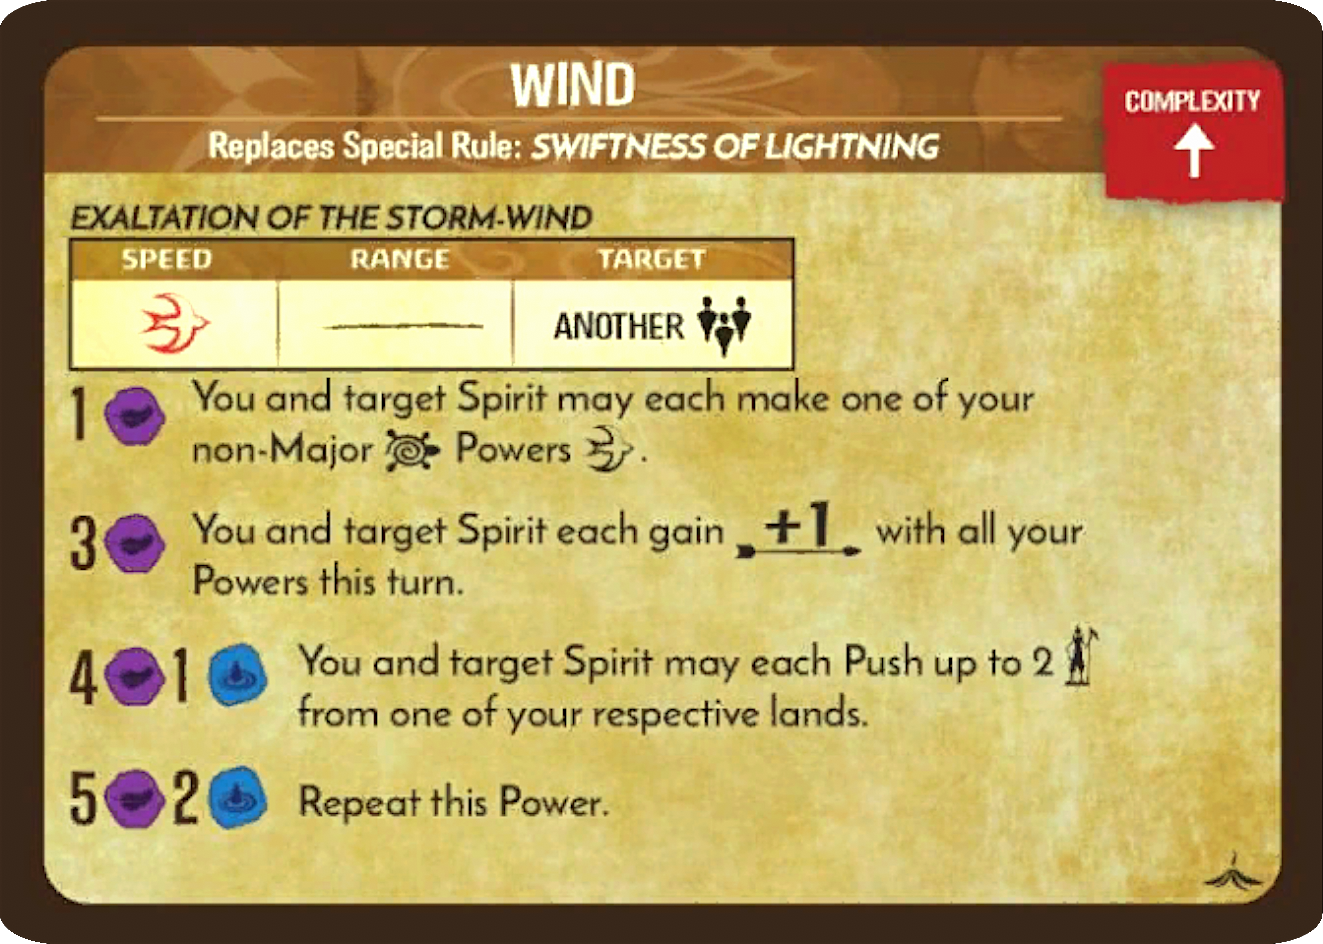 WIND
COMPLEXITY
Replaces Special Rule: SWIFTNESS OF LIGHTNING
EXALTATION OF THE STORM-WIND
SPEED RANGE TARGET
ANOTHER
1 You and target Spirit may each make one of your
non-Major Powers .
3 You and target Spirit each gain +1 with all your
Powers this turn.
4 1 You and target Spirit may each Push up to 2
from one of your respective lands.
5 2 Repeat this Power.